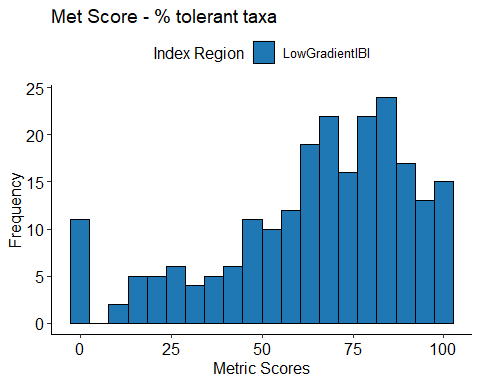 Met Score - % tolerant taxa
Index Region LowGradientIBI
25
20
15
10
5
0
Frequency
0 25 50 75 100
Metric Scores